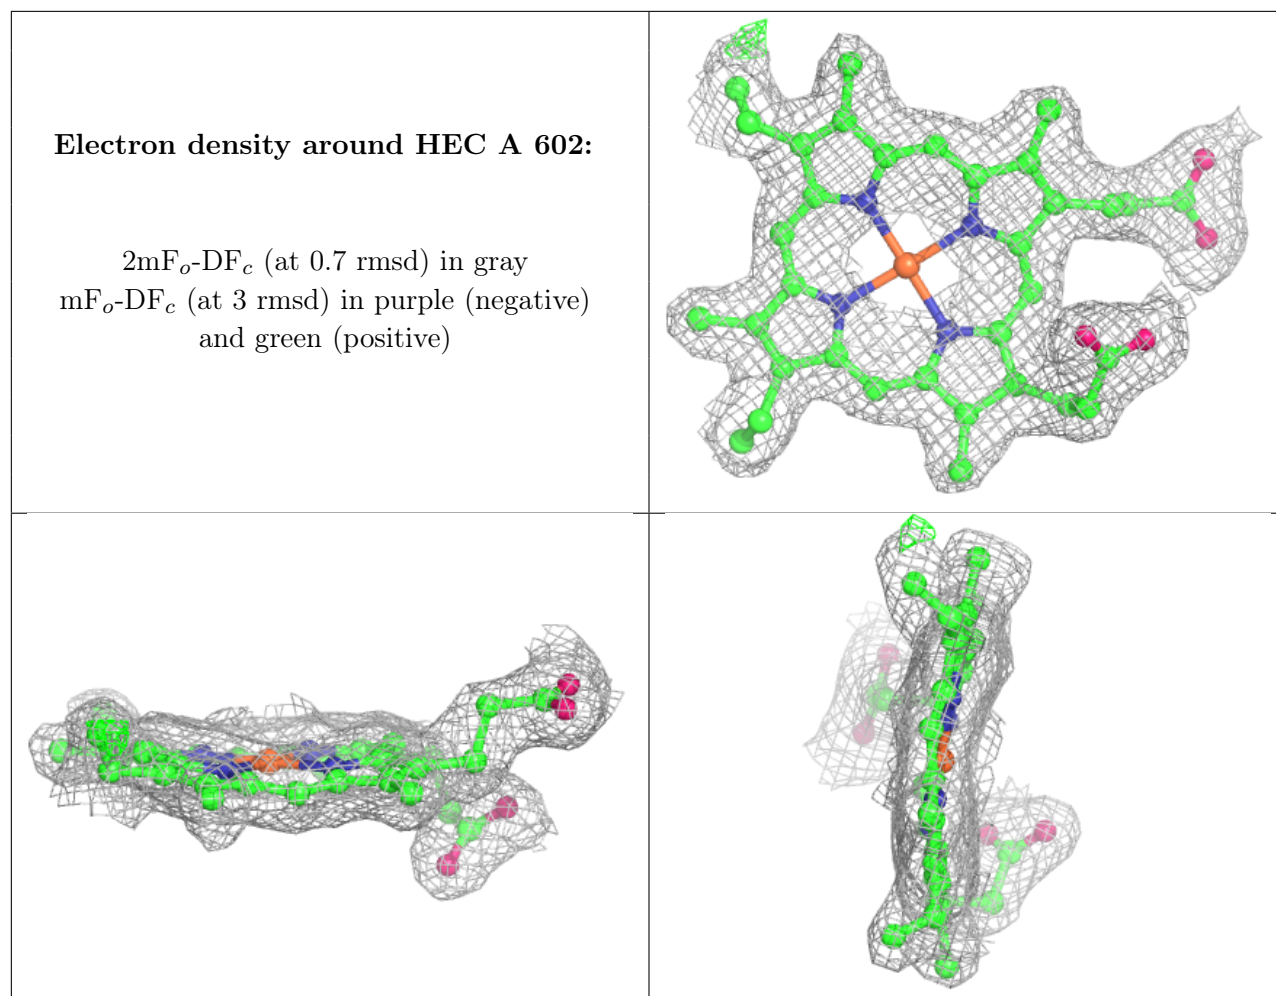 Electron density around HEC A 602:
2mFo-DFc (at 0.7 rmsd) in gray
mFo-DFc (at 3 rmsd) in purple (negative)
and green (positive)